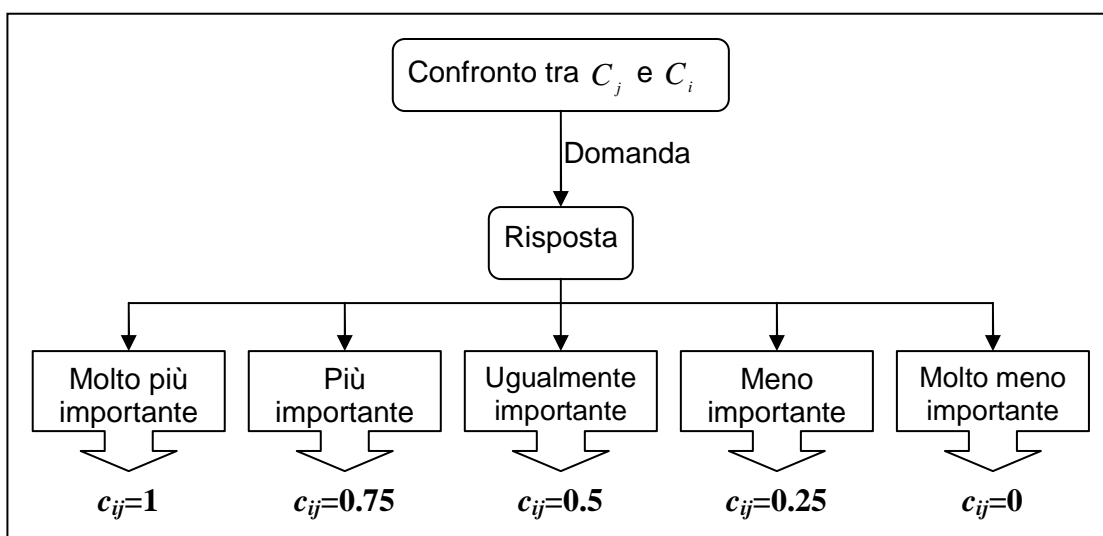 Confronto tra C_j e C_i
Domanda
Risposta
Molto più
importante
Più
importante
Ugualmente
importante
Meno
importante
Molto meno
importante
c_ij=1
c_ij=0.75
c_ij=0.5
c_ij=0.25
c_ij=0